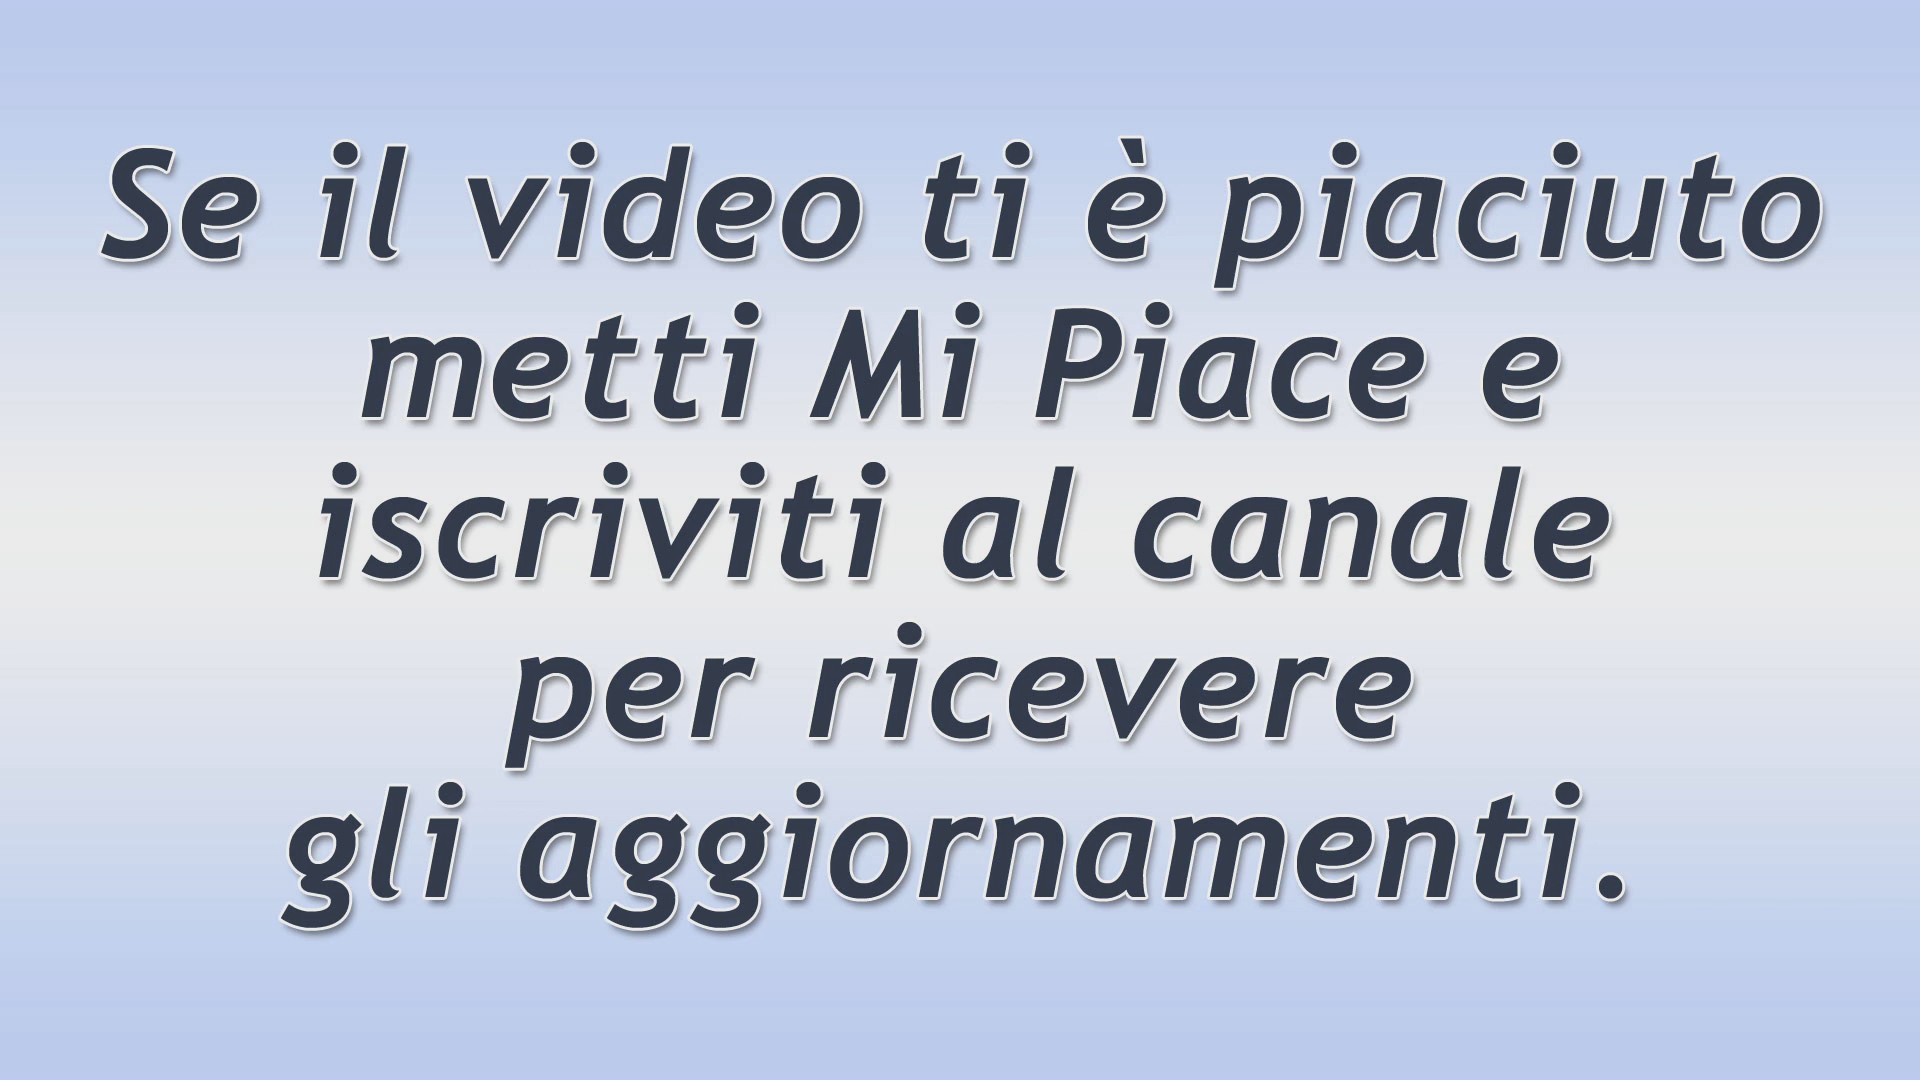 Se il video ti è piaciuto
metti Mi Piace e
iscriviti al canale
per ricevere
gli aggiornamenti.